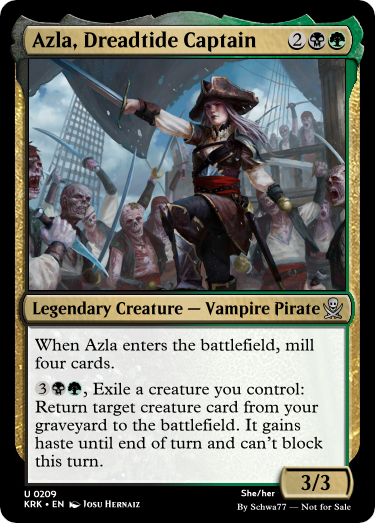 Azla, Dreadtide Captain 2
Legendary Creature — Vampire Pirate
When Azla enters the battlefield, mill
four cards.
3, Exile a creature you control:
Return target creature card from your
graveyard to the battlefield. It gains
haste until end of turn and can't block
this turn.
3/3
U 0209
She/her
KRK • EN Josu Hernaiz
By Schwa77 — Not for Sale